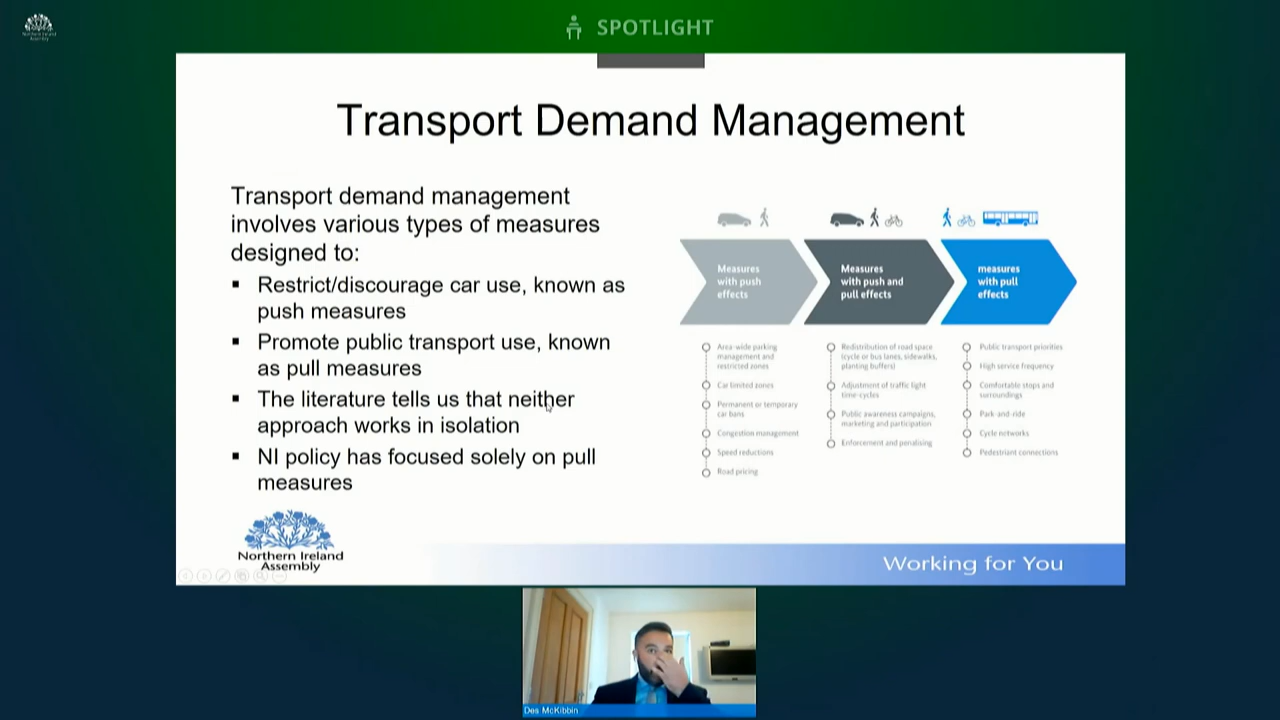 Northern Ireland
Assembly
SPOTLIGHT
Transport Demand Management
Transport demand management
involves various types of measures
designed to:
▪ Restrict/discourage car use, known as
push measures
▪ Promote public transport use, known
as pull measures
▪ The literature tells us that neither
approach works in isolation
▪ NI policy has focused solely on pull
measures
Measures
with push
effects
Area-wide parking
management and
restricted zones
Car limited zones
Permanent or temporary
car bans
Congestion management
Speed reductions
Road pricing
Measures
with push and
pull effects
Redistribution of road space
(cycle or bus lanes, sidewalks,
planting buffers)
Adjustment of traffic light
time-cycles
Public awareness campaigns,
marketing and participation
Enforcement and penalising
measures
with pull
effects
Public transport priorities
High service frequency
Comfortable stops and
surroundings
Park-and-ride
Cycle networks
Pedestriant connections
Northern Ireland
Assembly
Working for You
Des McKibbin